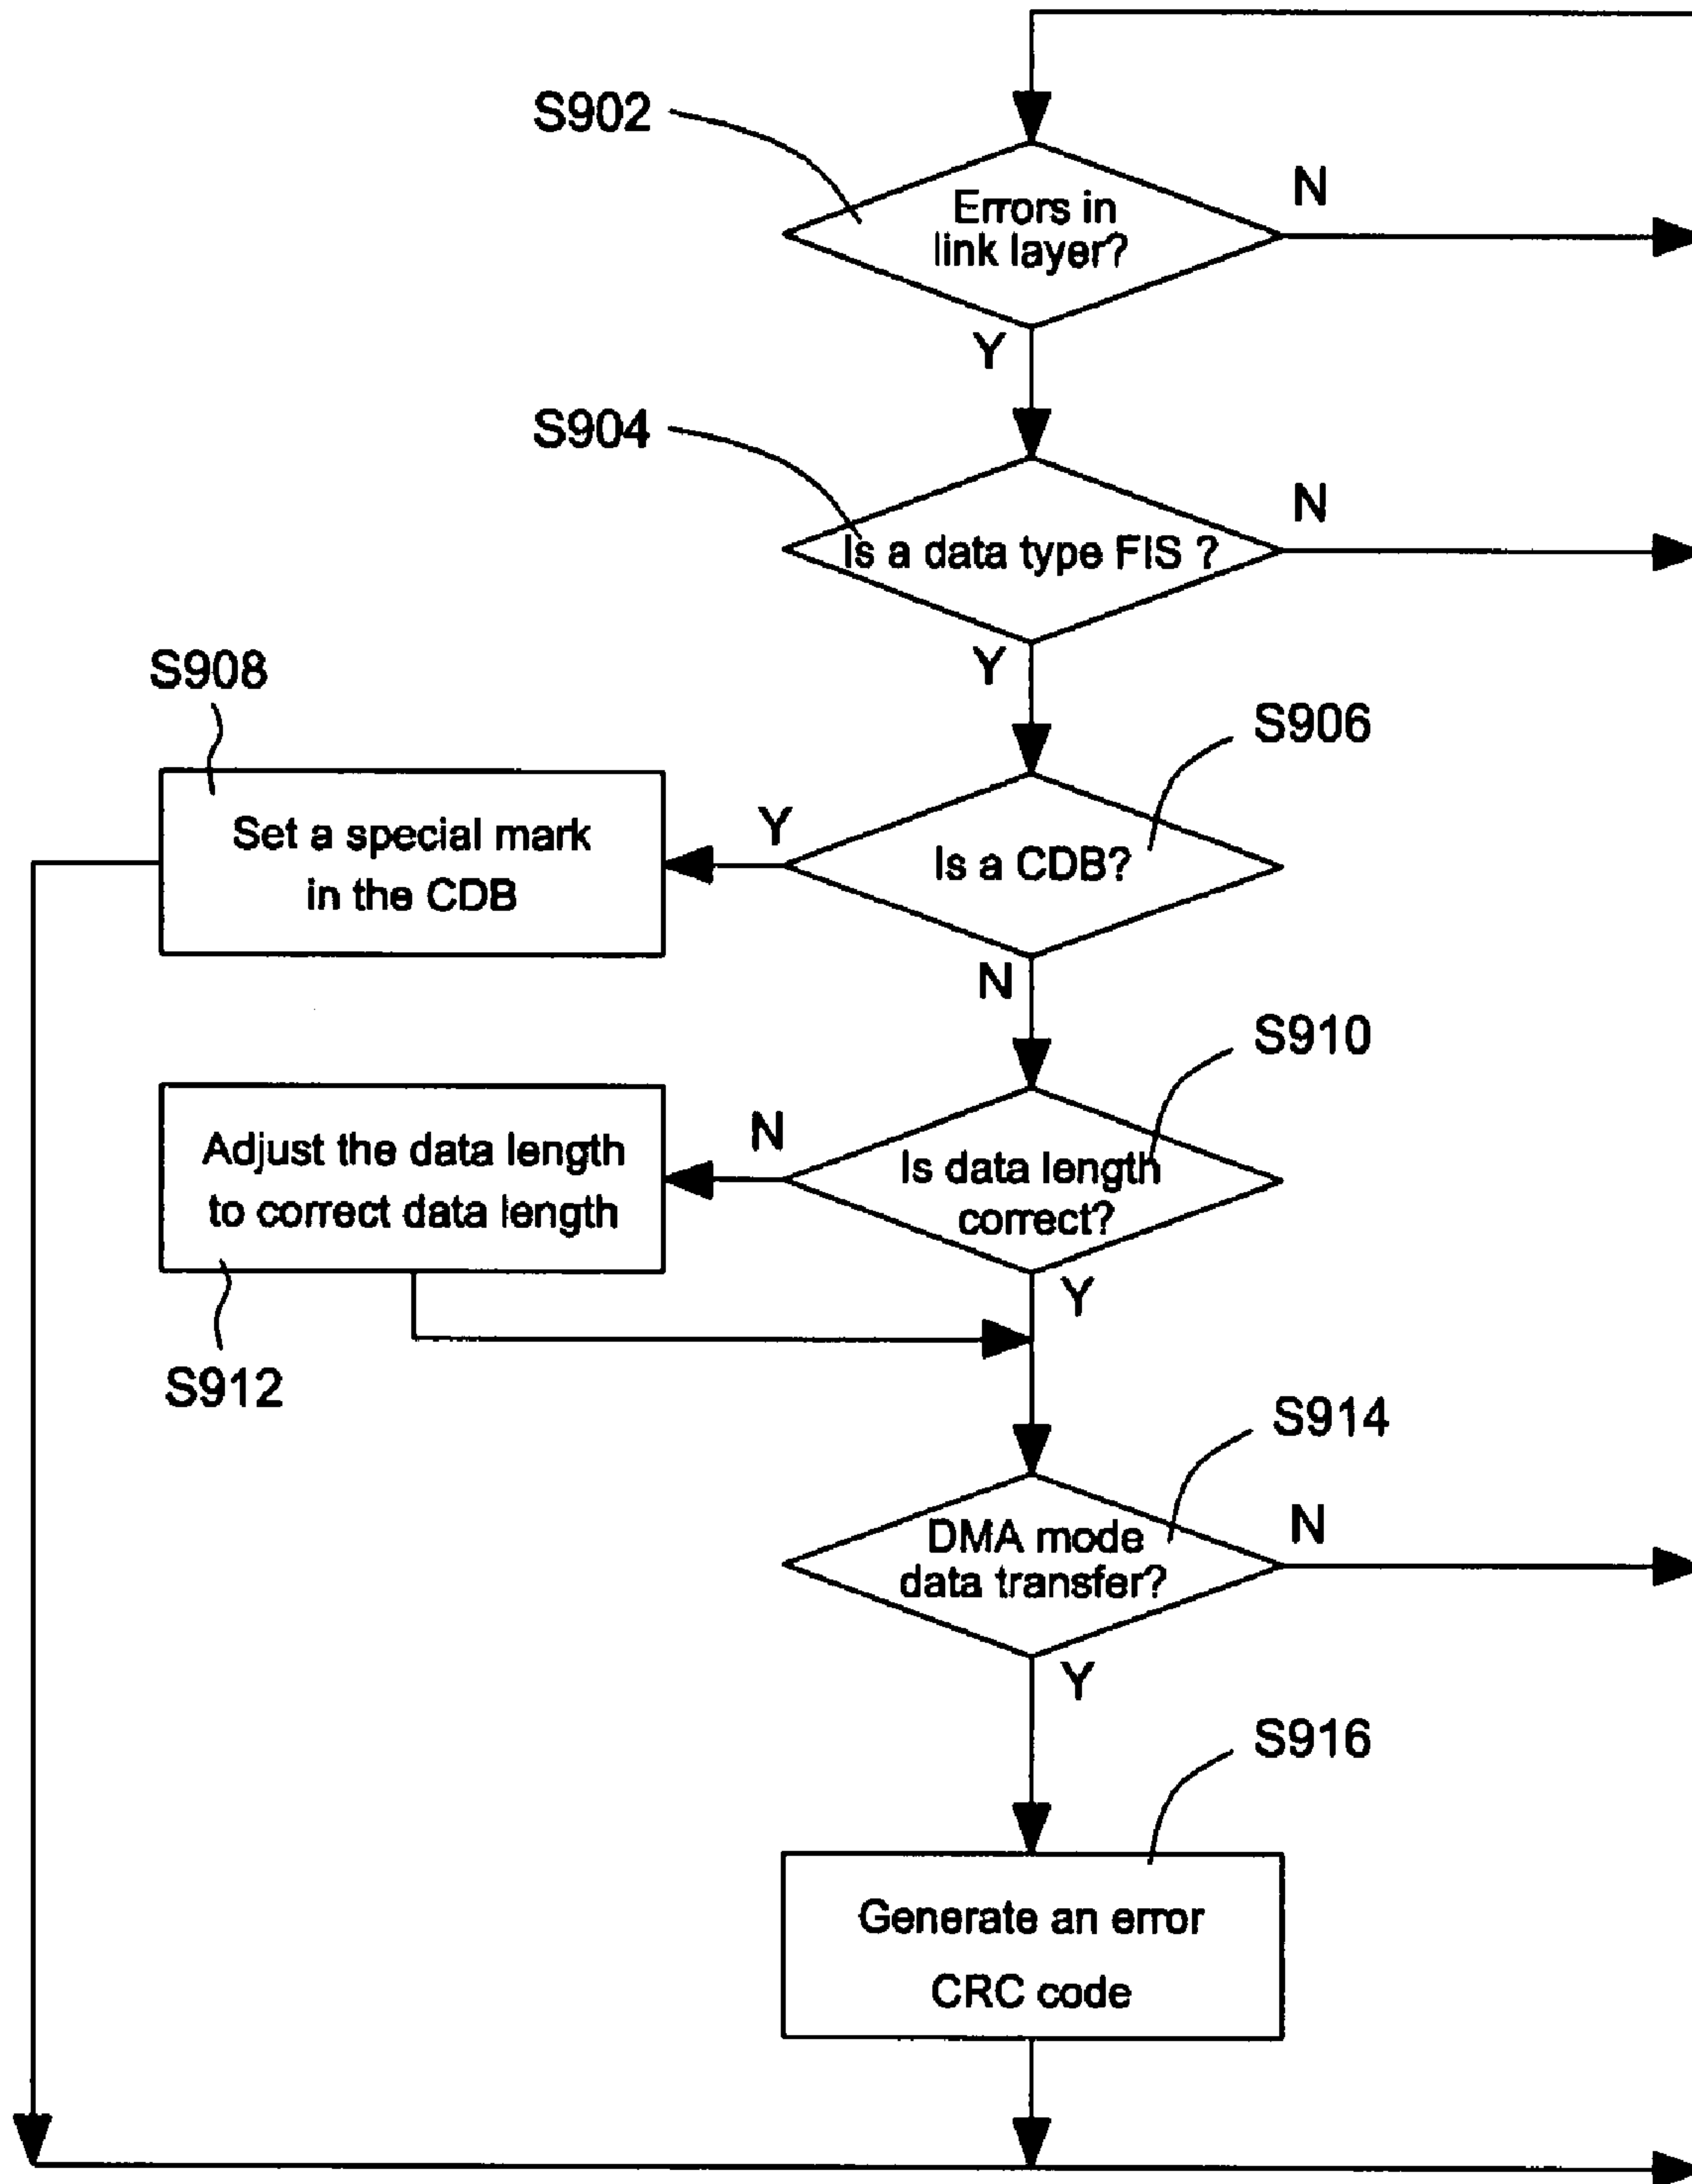 S902
Errors in
link layer?
N
Y
S904
Is a data type FIS ?
N
Y
S908
S906
Set a special mark
in the CDB
Y
Is a CDB?
N
S910
Adjust the data length
to correct data length
N
Is data length
correct?
Y
S912
S914
DMA mode
data transfer?
N
Y
S916
Generate an error
CRC code